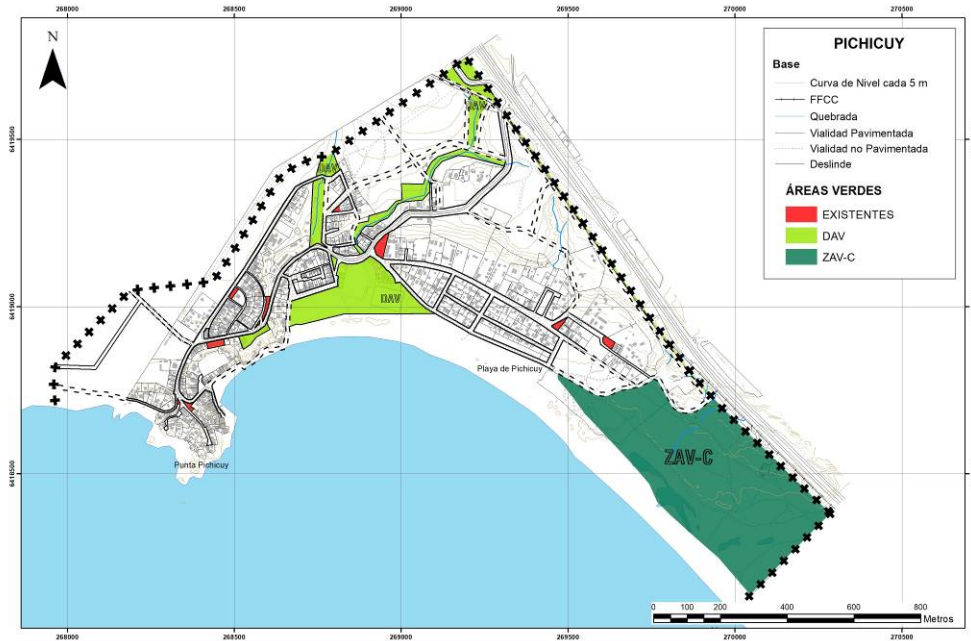 268000 268500 269000 269500 270000 270500
N
PICHICUY
Base
Curva de Nivel cada 5 m
FFCC
Quebrada
Vialidad Pavimentada
Vialidad no Pavimentada
Deslinde
ÁREAS VERDES
EXISTENTES
DAV
ZAV-C
DAV
6419500
DAV
6419000
DAV
Playa de Pichicuy
ZAV-C
Punta Pichicuy
6418500
0 100 200 400 600 800
Metros
268000 268500 269000 269500 270000 270500